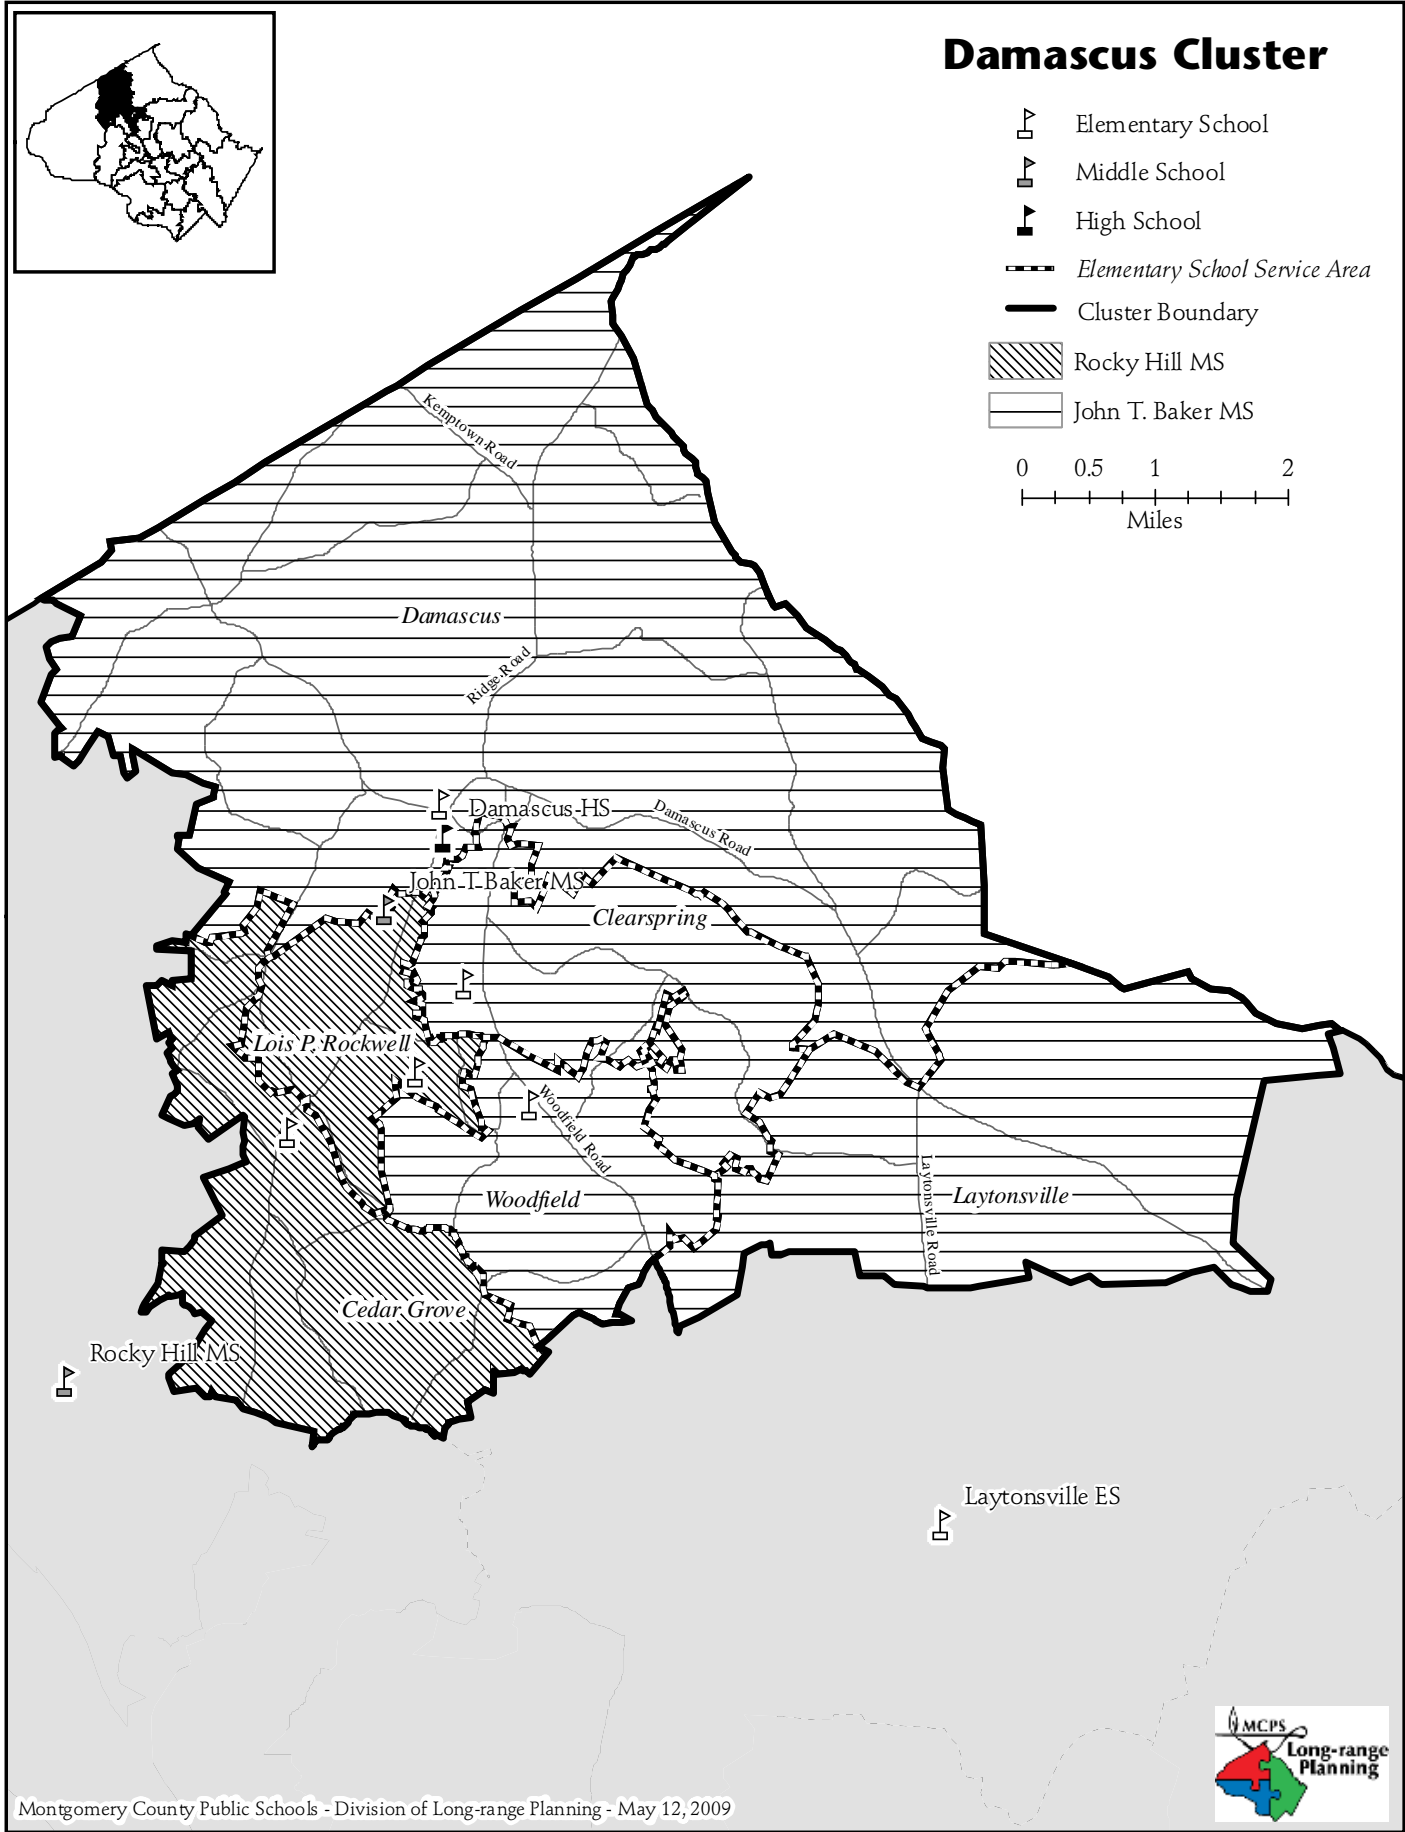 Damascus Cluster
Elementary School
Middle School
High School
Elementary School Service Area
Cluster Boundary
Rocky Hill MS
John T. Baker MS
0 0.5 1 2
Miles
Kemptown Road
Damascus
Ridge Road
Damascus HS
Damascus Road
John T Baker MS
Clearspring
Lois P. Rockwell
Woodfield Road
Woodfield
Laytonsville Road
Laytonsville
Cedar Grove
Rocky Hill MS
Laytonsville ES
MCPS
Long-range
Planning
Montgomery County Public Schools - Division of Long-range Planning - May 12, 2009